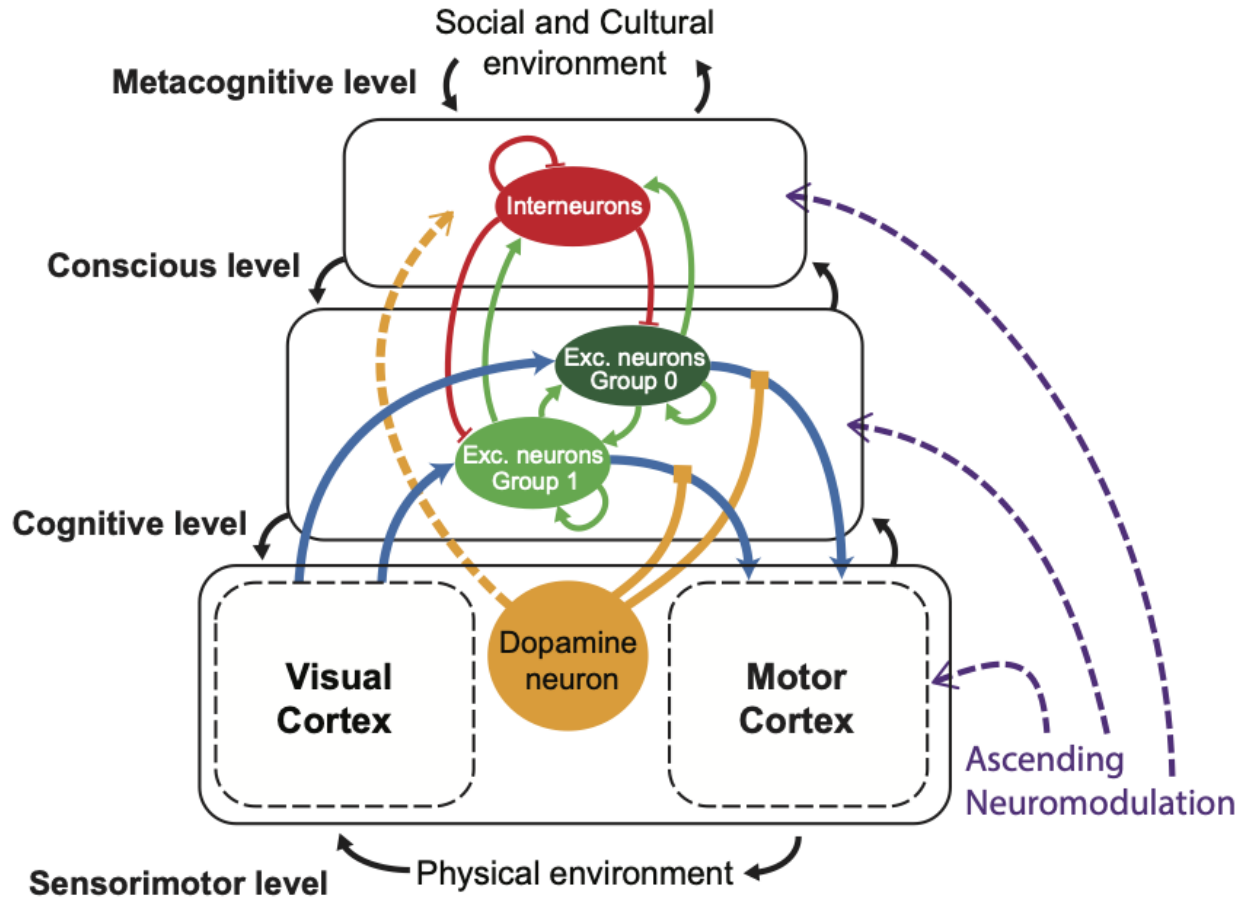 Social and Cultural
environment
Metacognitive level
Interneurons
Conscious level
Exc. neurons
Group 0
Exc. neurons
Group 1
Cognitive level
Dopamine
neuron
Visual
Cortex
Motor
Cortex
Ascending
Neuromodulation
Physical environment
Sensorimotor level